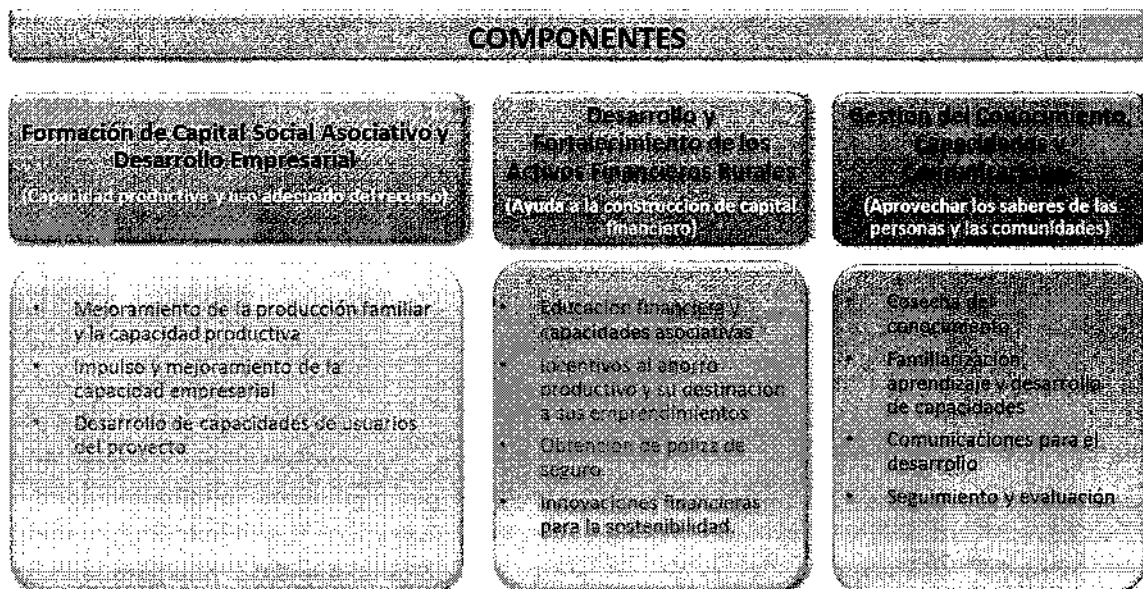 COMPONENTES
Formación de Capital Social Asociativo y
Desarrollo Empresarial
(Capacidad productiva y uso adecuado del recurso)
Desarrollo y
Fortalecimiento de los
Activos Financieros Rurales
(Ayuda a la construcción de capital
financiero)
Gestión del Conocimiento,
Capacidades y
Comunicaciones
(Aprovechar los saberes de las
personas y las comunidades)
• Mejoramiento de la producción familiar
y la capacidad productiva
• Impulso y mejoramiento de la
capacidad empresarial
• Desarrollo de capacidades de usuarios
del proyecto
• Educación financiera y
capacidades asociativas
• Incentivos al ahorro
productivo y su destinación
a sus emprendimientos
• Obtención de póliza de
seguro.
• Innovaciones financieras
para la sostenibilidad.
• Cosecha del
conocimento
• Familiarización
aprendizaje y desarrollo
de capacidades
• Comunicaciones para el
desarrollo
• Seguimiento y evaluación